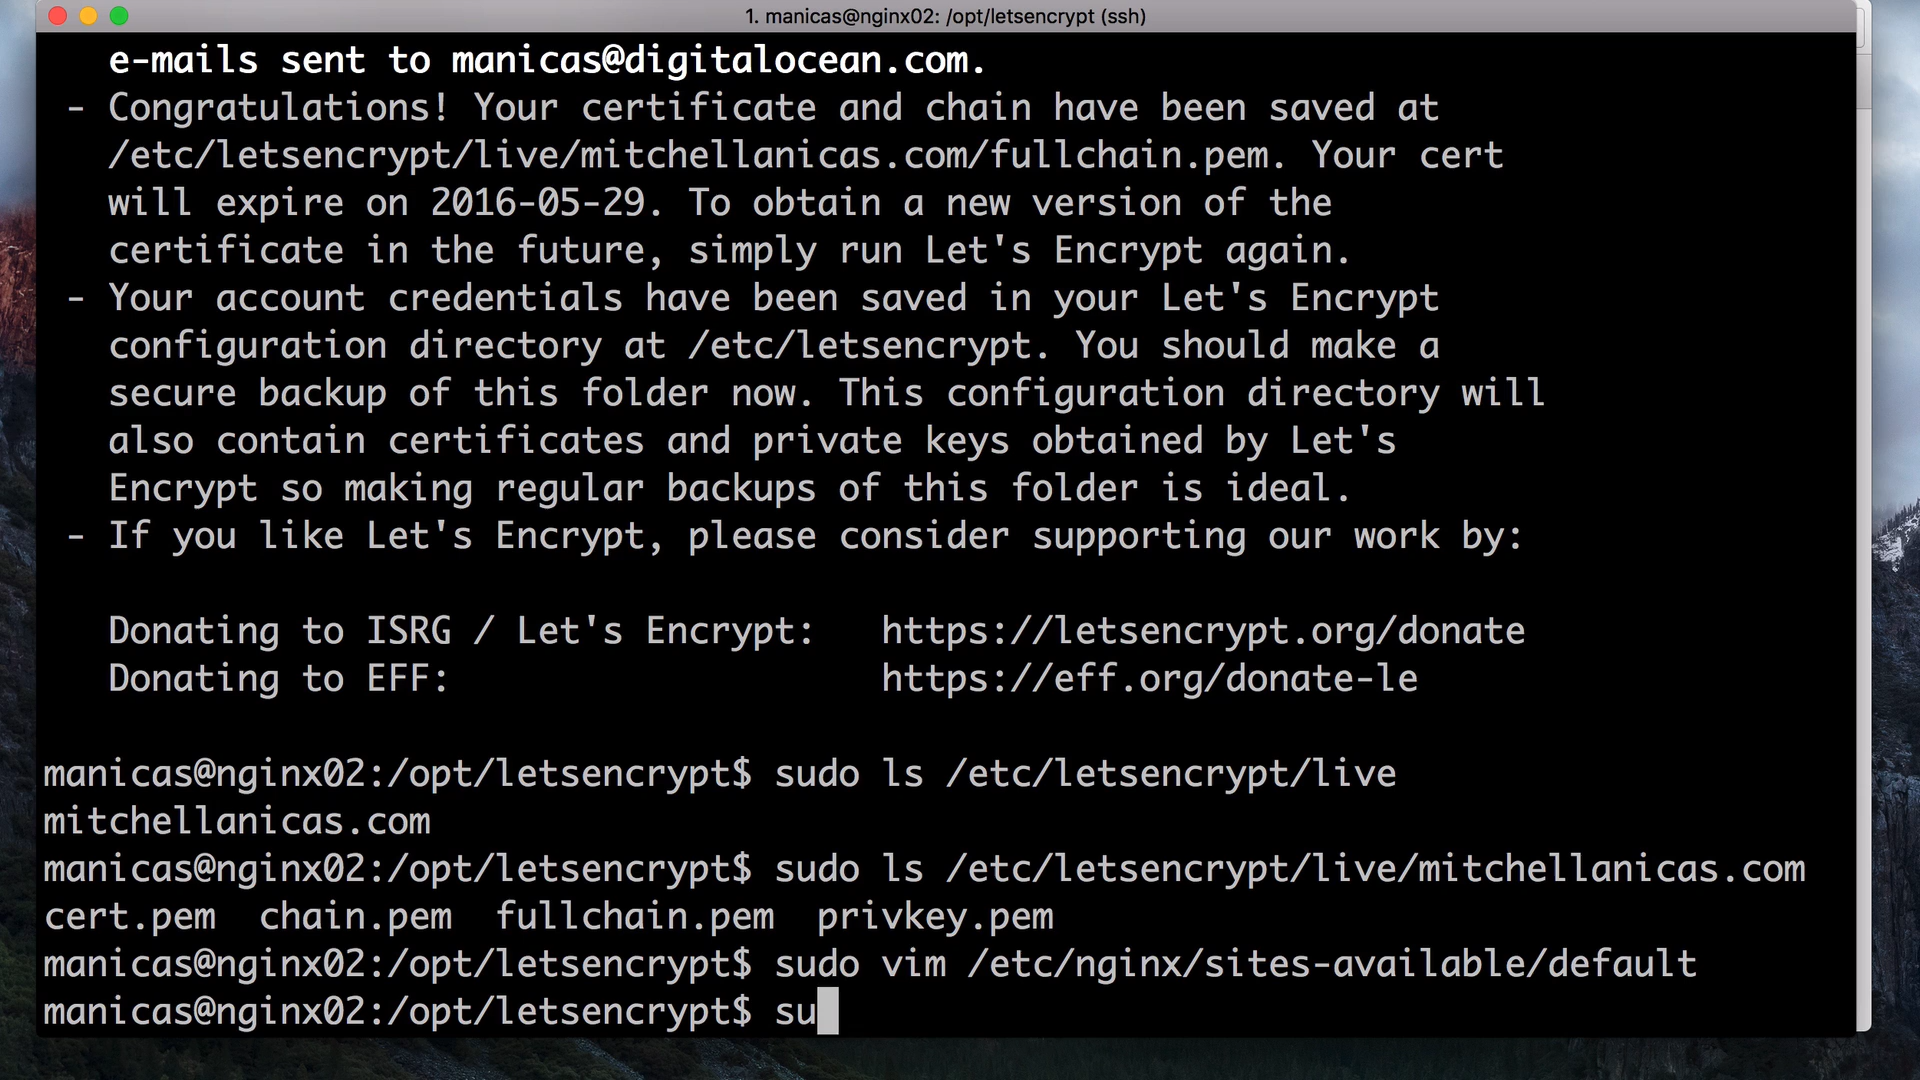 1. manicas@nginx02: /opt/letsencrypt (ssh)
e-mails sent to manicas@digitalocean.com.
- Congratulations! Your certificate and chain have been saved at
/etc/letsencrypt/live/mitchellanicas.com/fullchain.pem. Your cert
will expire on 2016-05-29. To obtain a new version of the
certificate in the future, simply run Let's Encrypt again.
- Your account credentials have been saved in your Let's Encrypt
configuration directory at /etc/letsencrypt. You should make a
secure backup of this folder now. This configuration directory will
also contain certificates and private keys obtained by Let's
Encrypt so making regular backups of this folder is ideal.
- If you like Let's Encrypt, please consider supporting our work by:
Donating to ISRG / Let's Encrypt:   https://letsencrypt.org/donate
Donating to EFF:                    https://eff.org/donate-le
manicas@nginx02:/opt/letsencrypt$ sudo ls /etc/letsencrypt/live
mitchellanicas.com
manicas@nginx02:/opt/letsencrypt$ sudo ls /etc/letsencrypt/live/mitchellanicas.com
cert.pem  chain.pem  fullchain.pem  privkey.pem
manicas@nginx02:/opt/letsencrypt$ sudo vim /etc/nginx/sites-available/default
manicas@nginx02:/opt/letsencrypt$ su